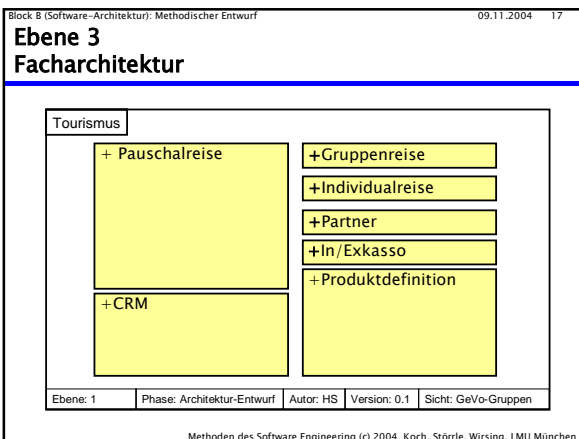 Block B (Software-Architektur): Methodischer Entwurf 09.11.2004 17
Ebene 3
Facharchitektur
Tourismus
+ Pauschalreise
+CRM
+Gruppenreise
+Individualreise
+Partner
+In/Exkasso
+Produktdefinition
Ebene: 1 Phase: Architektur-Entwurf Autor: HS Version: 0.1 Sicht: GeVo-Gruppen
Methoden des Software Engineering (c) 2004, Koch, Störrle, Wirsing, LMU München